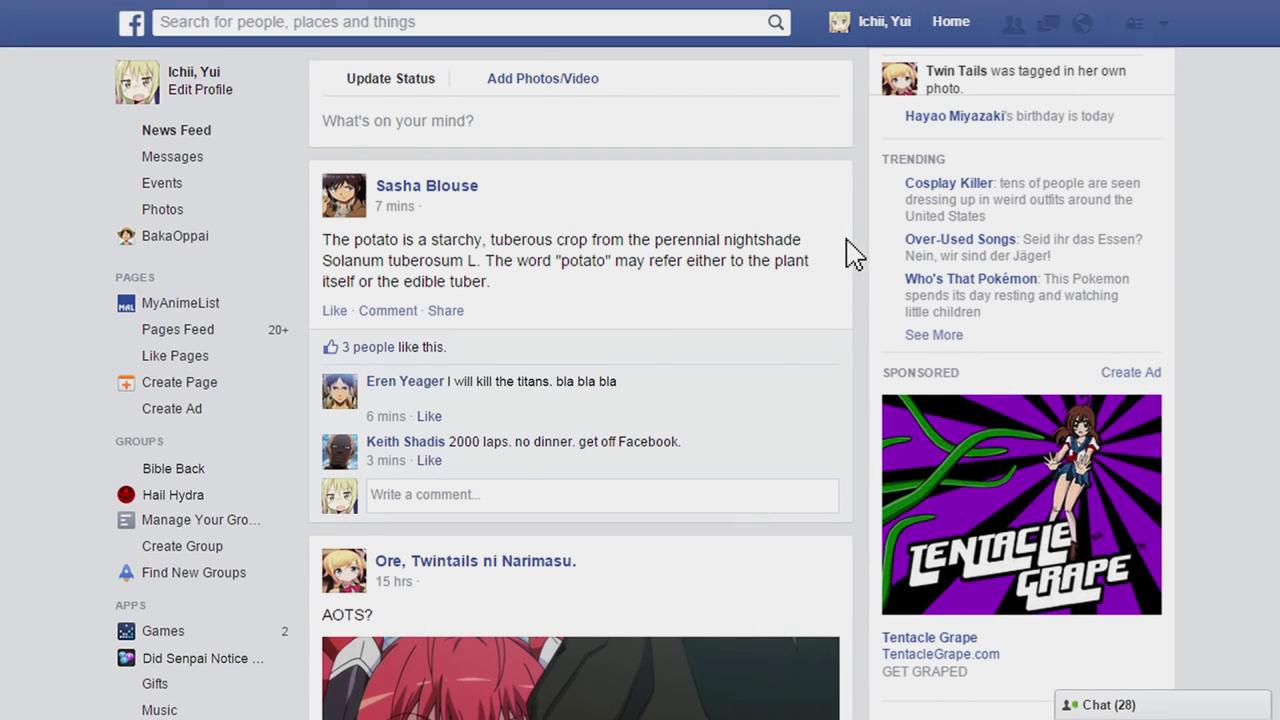 Search for people, places and things
Ichii, Yui
Home
Ichii, Yui
Edit Profile
News Feed
Messages
Events
Photos
BakaOppai
PAGES
MAL MyAnimeList
Pages Feed 20+
Like Pages
Create Page
Create Ad
GROUPS
Bible Back
Hail Hydra
Manage Your Gro...
Create Group
Find New Groups
APPS
Games 2
Did Senpai Notice ...
Gifts
Music
Update Status
Add Photos/Video
What's on your mind?
Sasha Blouse
7 mins ·
The potato is a starchy, tuberous crop from the perennial nightshade
Solanum tuberosum L. The word "potato" may refer either to the plant
itself or the edible tuber.
Like · Comment · Share
3 people like this.
Eren Yeager I will kill the titans. bla bla bla
6 mins · Like
Keith Shadis 2000 laps. no dinner. get off Facebook.
3 mins · Like
Write a comment...
Ore, Twintails ni Narimasu.
15 hrs ·
AOTS?
Twin Tails was tagged in her own
photo.
Hayao Miyazaki's birthday is today
TRENDING
Cosplay Killer: tens of people are seen
dressing up in weird outfits around the
United States
Over-Used Songs: Seid ihr das Essen?
Nein, wir sind der Jäger!
Who's That Pokémon: This Pokemon
spends its day resting and watching
little children
See More
SPONSORED
Create Ad
TENTACLE
GRAPE
Tentacle Grape
TentacleGrape.com
GET GRAPED
Chat (28)